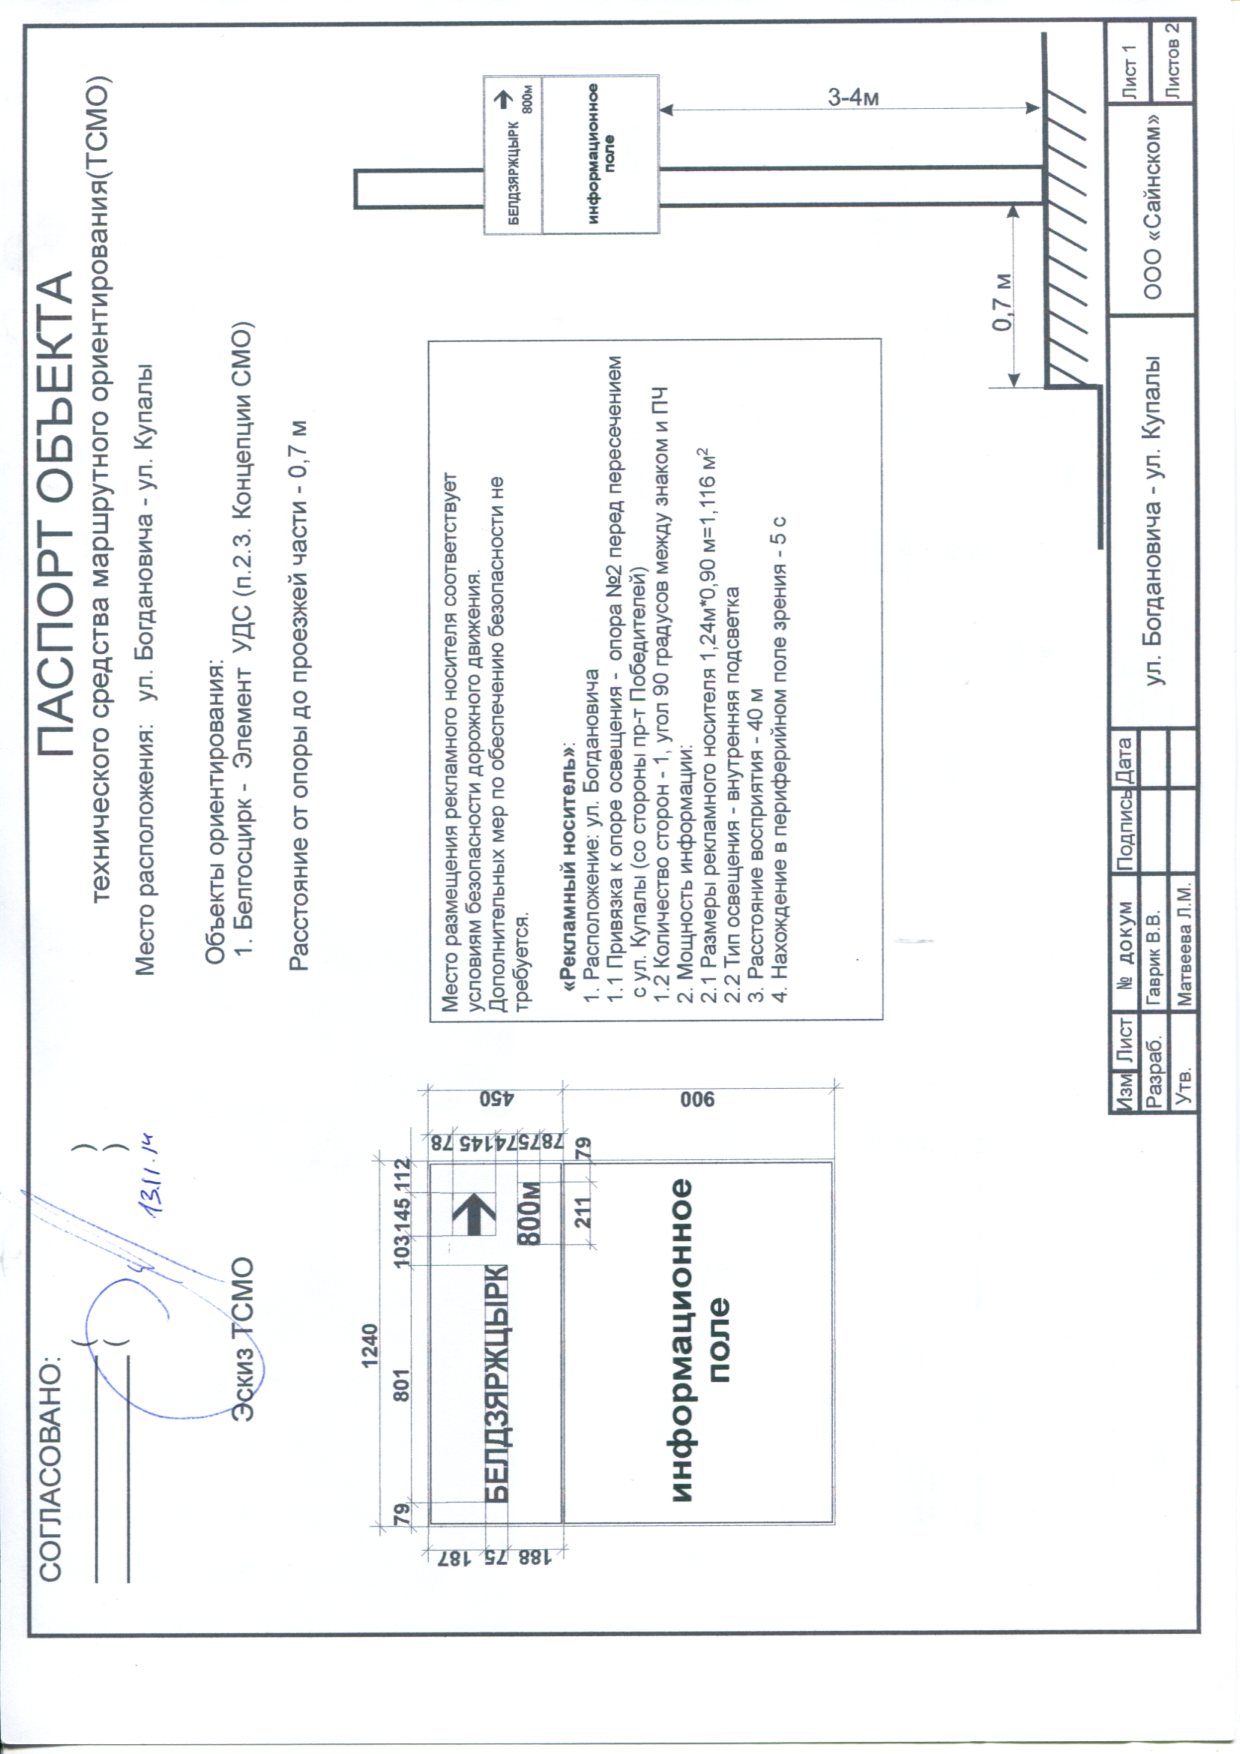 СОГЛАСОВАНО:
( )
( )
13.11.14
ПАСПОРТ ОБЪЕКТА
технического средства маршрутного ориентирования(ТСМО)
Место расположения: ул. Богдановича - ул. Купалы
Объекты ориентирования:
1. Белгосцирк - Элемент УДС (п.2.3. Концепции СМО)
Расстояние от опоры до проезжей части - 0,7 м
Эскиз ТСМО
1240
79
801
103
145
112
187
75
188
БЕЛДЗЯРЖЦЫРК
800м
78
145
74
75
78
450
211
79
900
информационное
поле
Место размещения рекламного носителя соответствует
условиям безопасности дорожного движения.
Дополнительных мер по обеспечению безопасности не
требуется.
«Рекламный носитель»:
1. Расположение: ул. Богдановича
1.1 Привязка к опоре освещения - опора №2 перед пересечением
с ул. Купалы (со стороны пр-т Победителей)
1.2 Количество сторон - 1, угол 90 градусов между знаком и ПЧ
2. Мощность информации:
2.1 Размеры рекламного носителя 1,24м*0,90 м=1,116 м²
2.2 Тип освещения - внутренняя подсветка
3. Расстояние восприятия - 40 м
4. Нахождение в периферийном поле зрения - 5 с
БЕЛДЗЯРЖЦЫРК
800м
информационное
поле
3-4м
0,7 м
Изм Лист № докум Подпись Дата
Разраб. Гаврик В.В.
Утв. Матвеева Л.М.
ул. Богдановича - ул. Купалы
ООО «Сайнском»
Лист 1
Листов 2